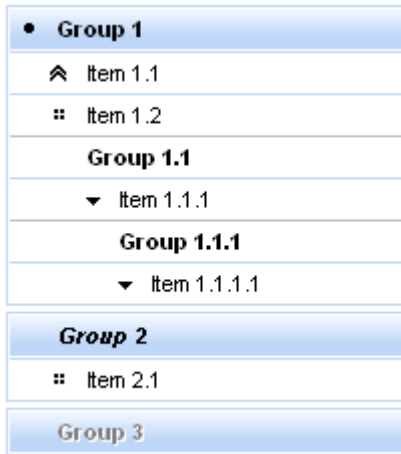 Group 1
Item 1.1
Item 1.2
Group 1.1
Item 1.1.1
Group 1.1.1
Item 1.1.1.1
Group 2
Item 2.1
Group 3